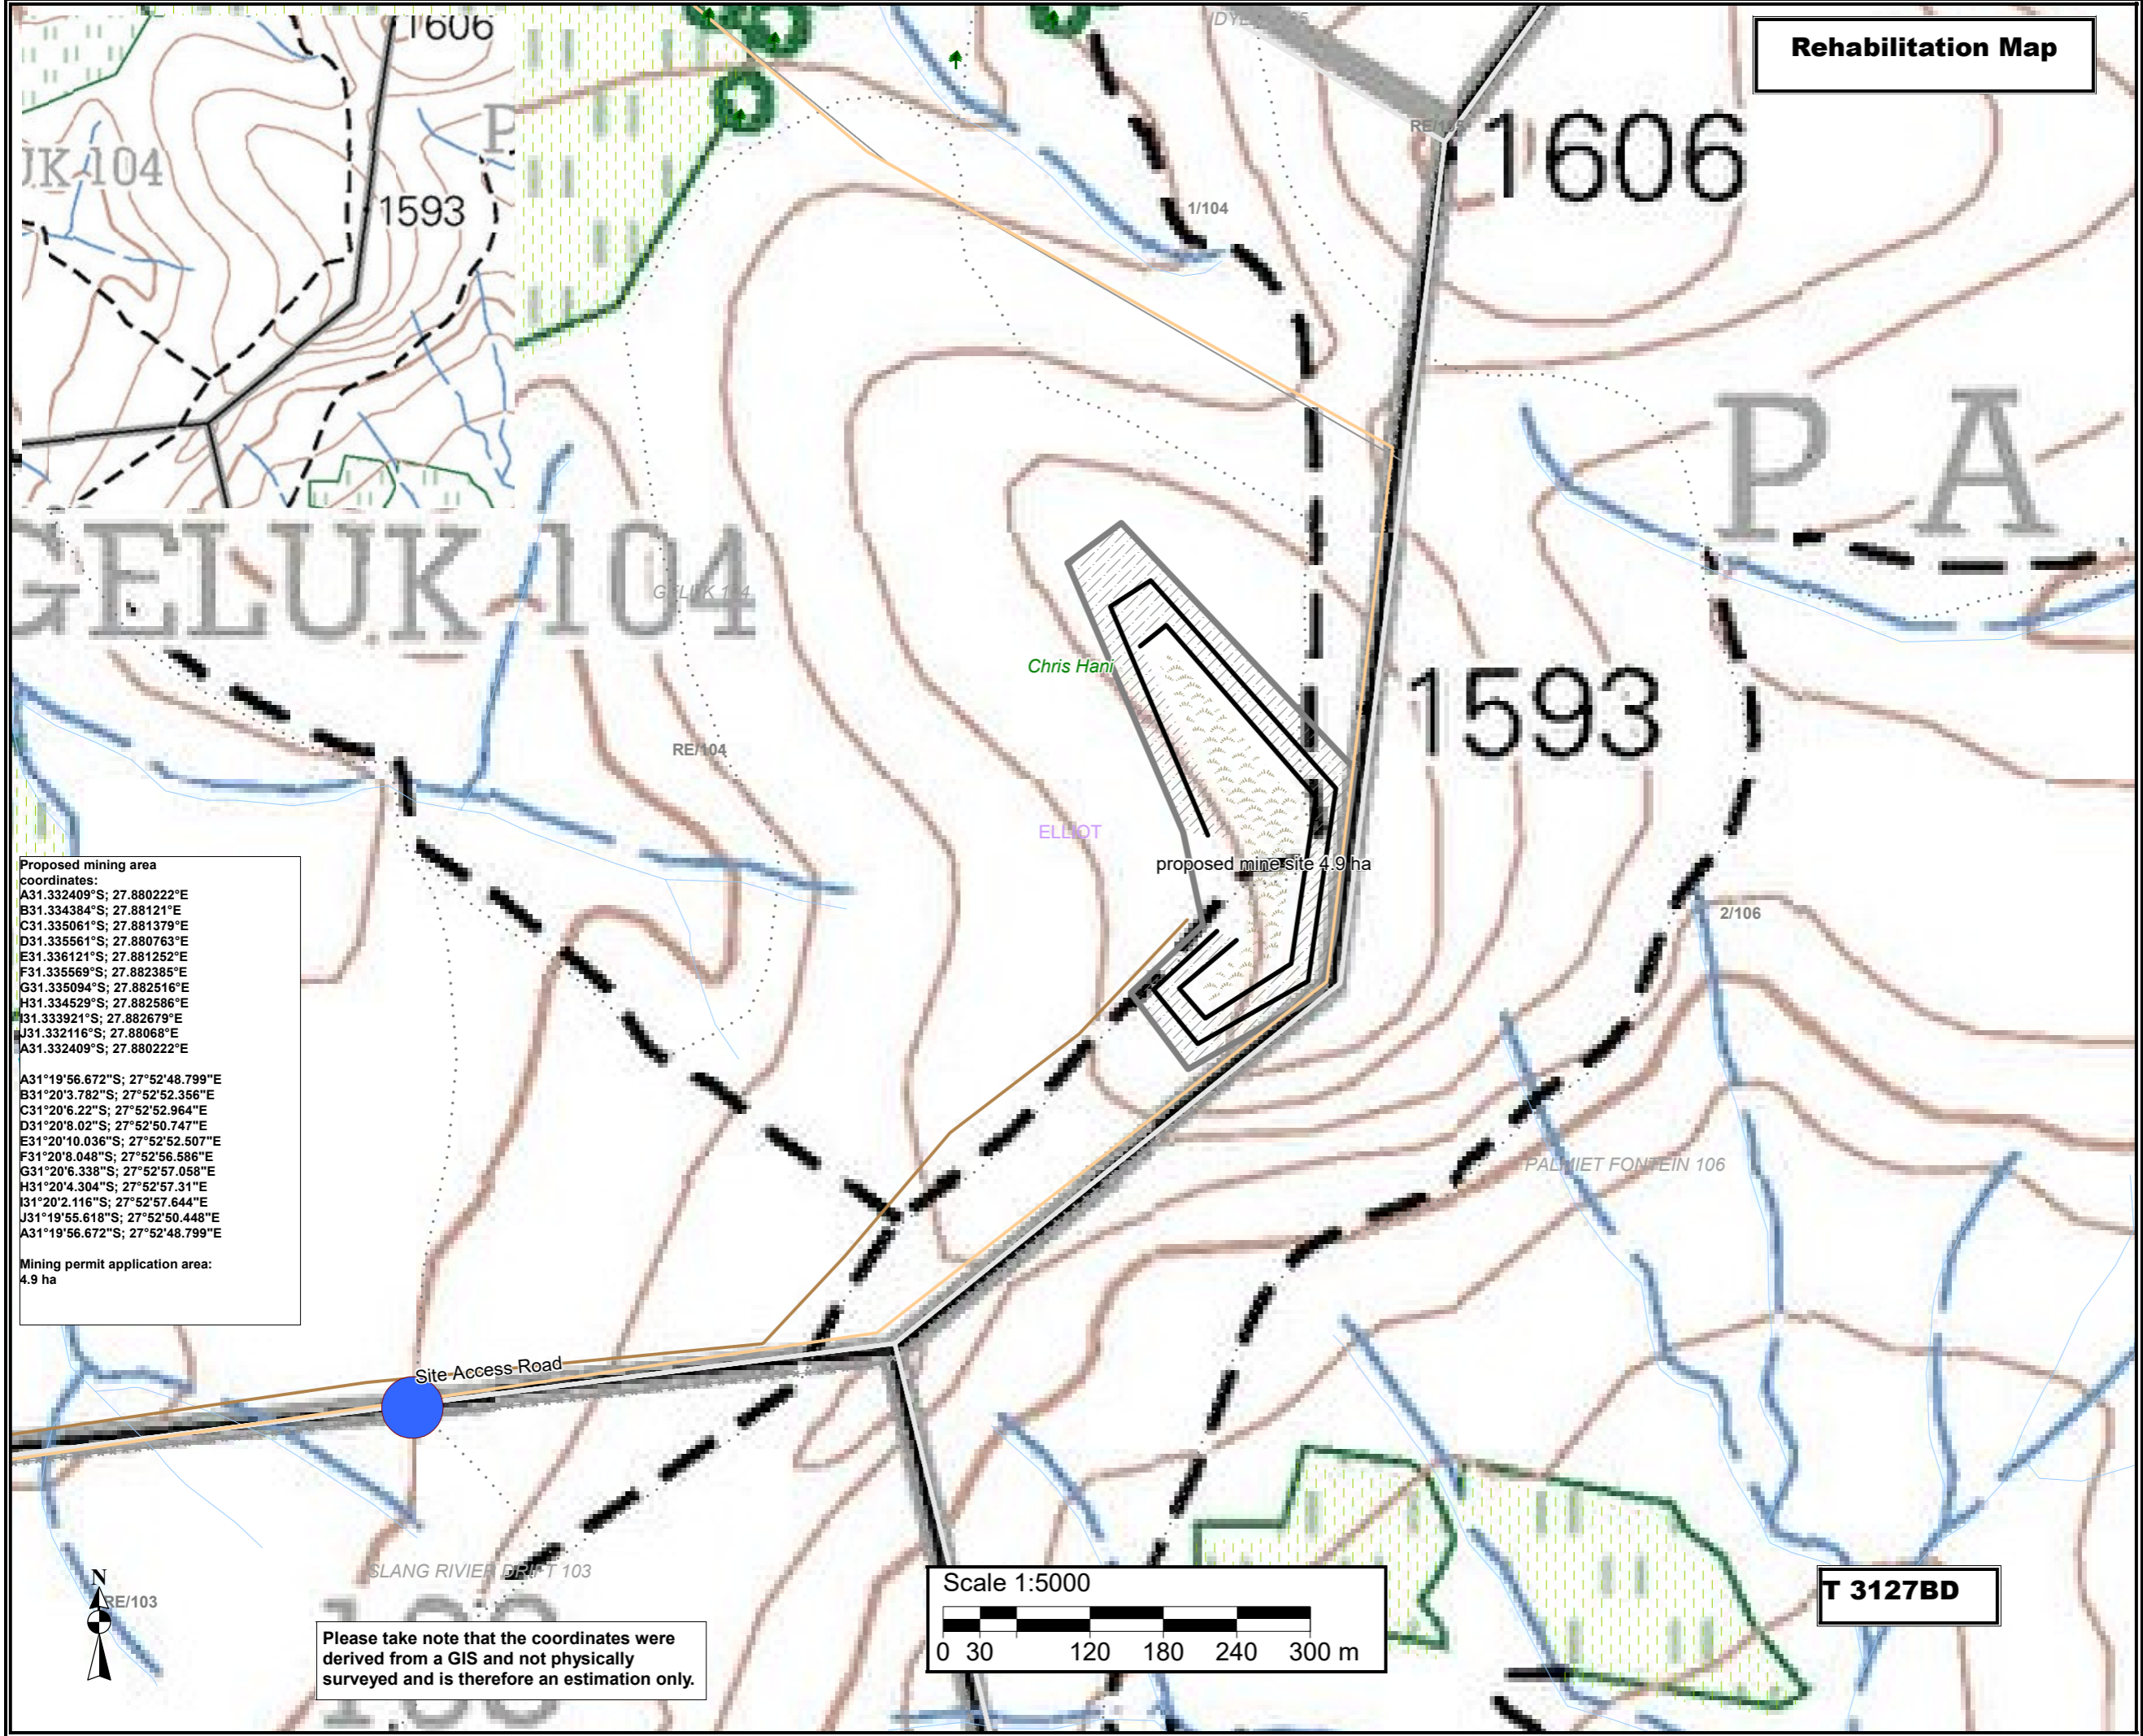 Rehabilitation Map
1606
UK 104
P
1593
1606
1/104
P A
GELUK 104
GELUK 104
Chris Hani
RE/104
1593
ELLIOT
proposed mine site 4.9 ha
2/106
Proposed mining area
coordinates:
A31.332409°S; 27.880222°E
B31.334384°S; 27.88121°E
C31.335061°S; 27.881379°E
D31.335561°S; 27.880763°E
E31.336121°S; 27.881252°E
F31.335569°S; 27.882385°E
G31.335094°S; 27.882516°E
H31.334529°S; 27.882586°E
I31.333921°S; 27.882679°E
J31.332116°S; 27.88068°E
A31.332409°S; 27.880222°E
A31°19'56.672"S; 27°52'48.799"E
B31°20'3.782"S; 27°52'52.356"E
C31°20'6.22"S; 27°52'52.964"E
D31°20'8.02"S; 27°52'50.747"E
E31°20'10.036"S; 27°52'52.507"E
F31°20'8.048"S; 27°52'56.586"E
G31°20'6.338"S; 27°52'57.058"E
H31°20'4.304"S; 27°52'57.31"E
I31°20'2.116"S; 27°52'57.644"E
J31°19'55.618"S; 27°52'50.448"E
A31°19'56.672"S; 27°52'48.799"E
Mining permit application area:
4.9 ha
PALMIET FONTEIN 106
Site Access Road
SLANG RIVIER DRIFT 103
N
RE/103
Scale 1:5000
0 30 120 180 240 300 m
T 3127BD
Please take note that the coordinates were
derived from a GIS and not physically
surveyed and is therefore an estimation only.